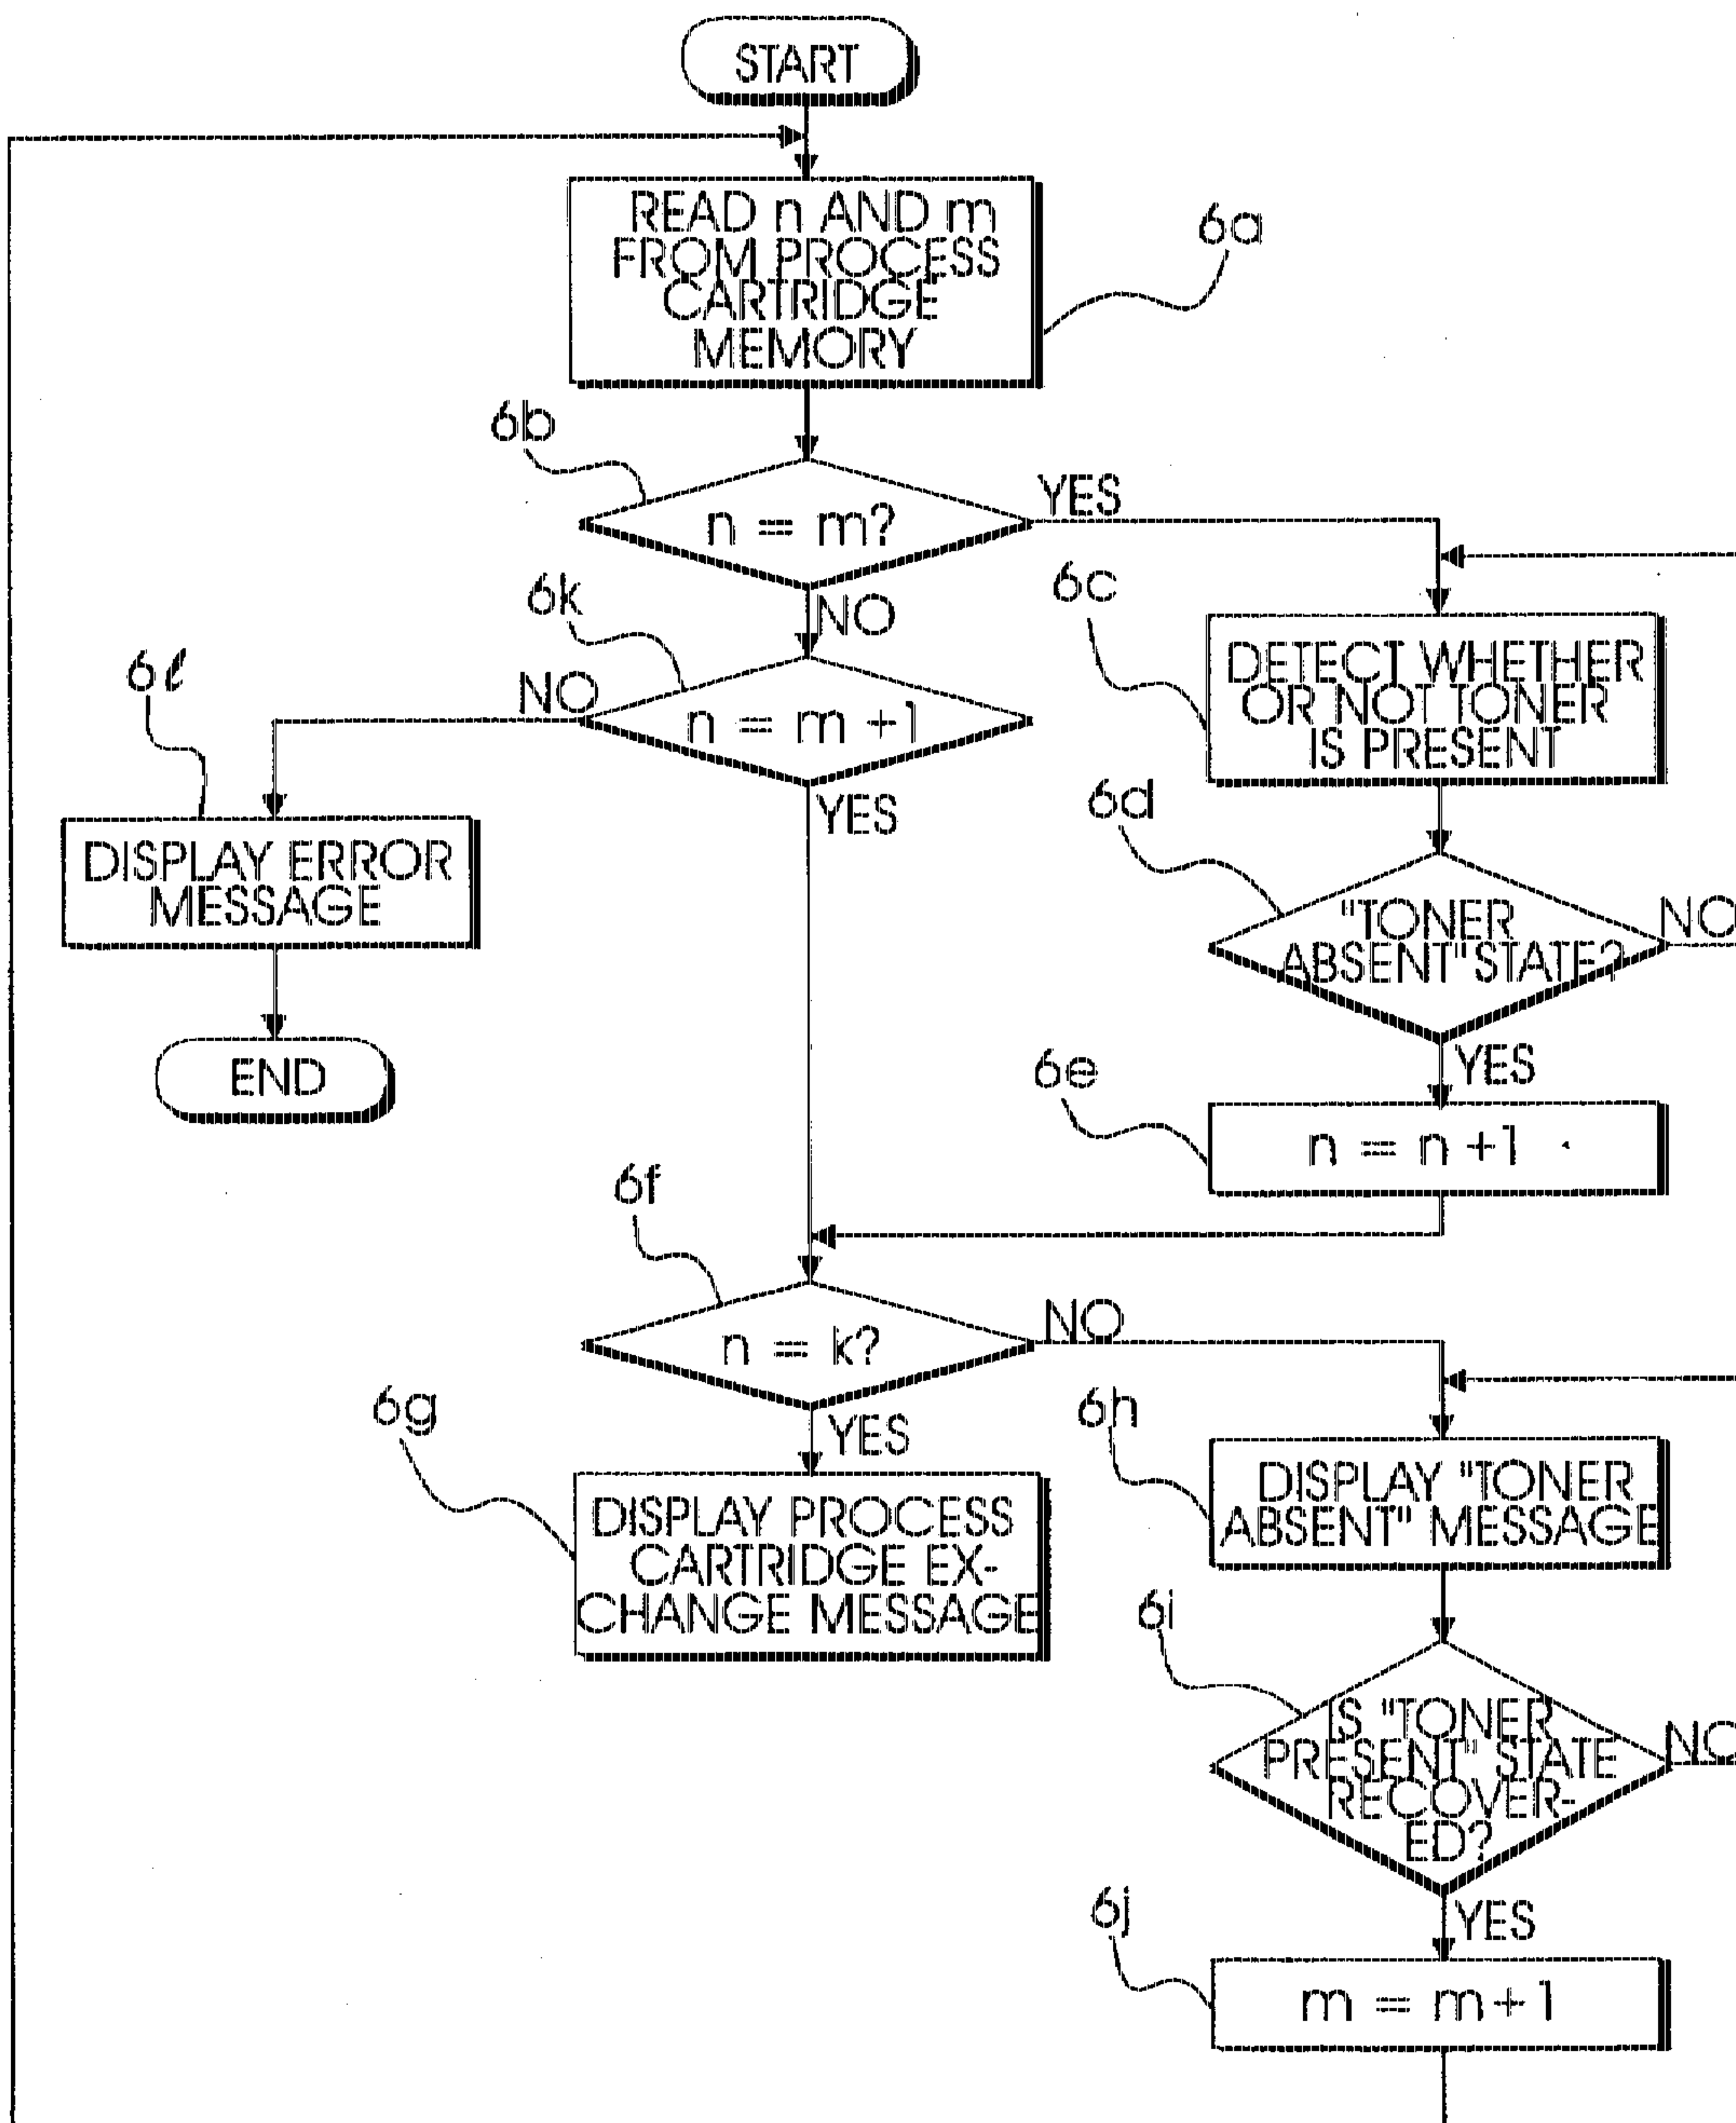 START
READ n AND m
FROM PROCESS
CARTRIDGE
MEMORY
6a
6b
n = m?
YES
NO
6k
n = m +1
NO
YES
6ℓ
DISPLAY ERROR
MESSAGE
END
6c
DETECT WHETHER
OR NOT TONER
IS PRESENT
6d
"TONER
ABSENT"STATE?
NO
YES
6e
n = n +1
6f
n = k?
NO
YES
6g
DISPLAY PROCESS
CARTRIDGE EX-
CHANGE MESSAGE
6h
DISPLAY "TONER
ABSENT" MESSAGE
6i
IS "TONER
PRESENT" STATE
RECOVER-
ED?
NO
YES
6j
m = m+1